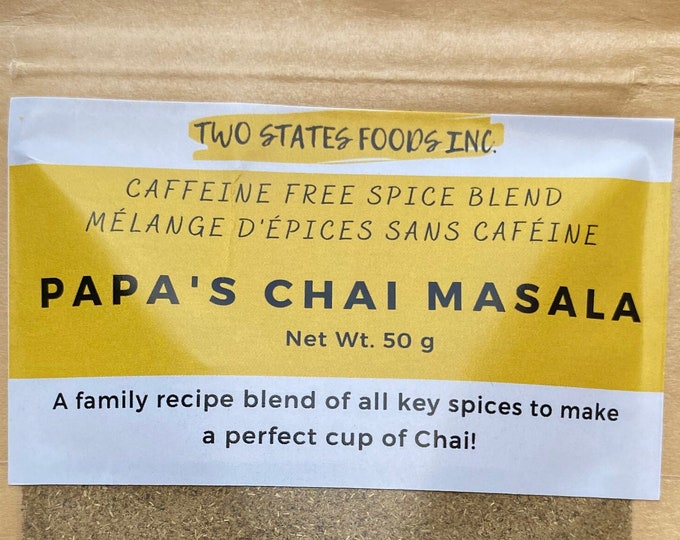 TWO STATES FOODS INC.
CAFFEINE FREE SPICE BLEND
MÉLANGE D'ÉPICES SANS CAFÉINE
PAPA'S CHAI MASALA
Net Wt. 50 g
A family recipe blend of all key spices to make
a perfect cup of Chai!